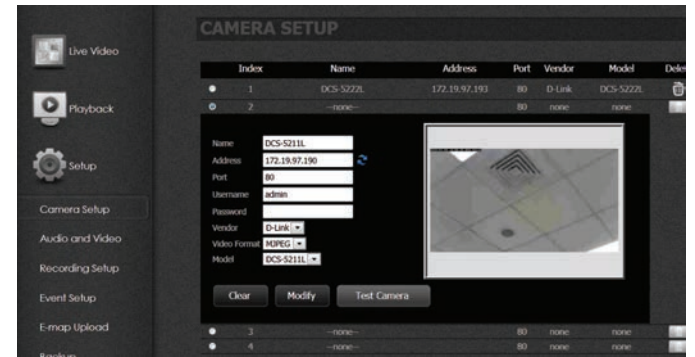 CAMERA SETUP
Live Video
Playback
Setup
Camera Setup
Audio and Video
Recording Setup
Event Setup
E-map Upload
Index Name Address Port Vendor Model
1 DCS-5222L 172.19.97.193 80 D-Link DCS-5222L
2 --none-- 80 none none
Name DCS-5211L
Address 172.19.97.190
Port 80
Username admin
Password
Vendor D-Link
Video Format MJPEG
Model DCS-5211L
Clear Modify Test Camera
3 --none-- 80 none none
4 --none-- 80 none none